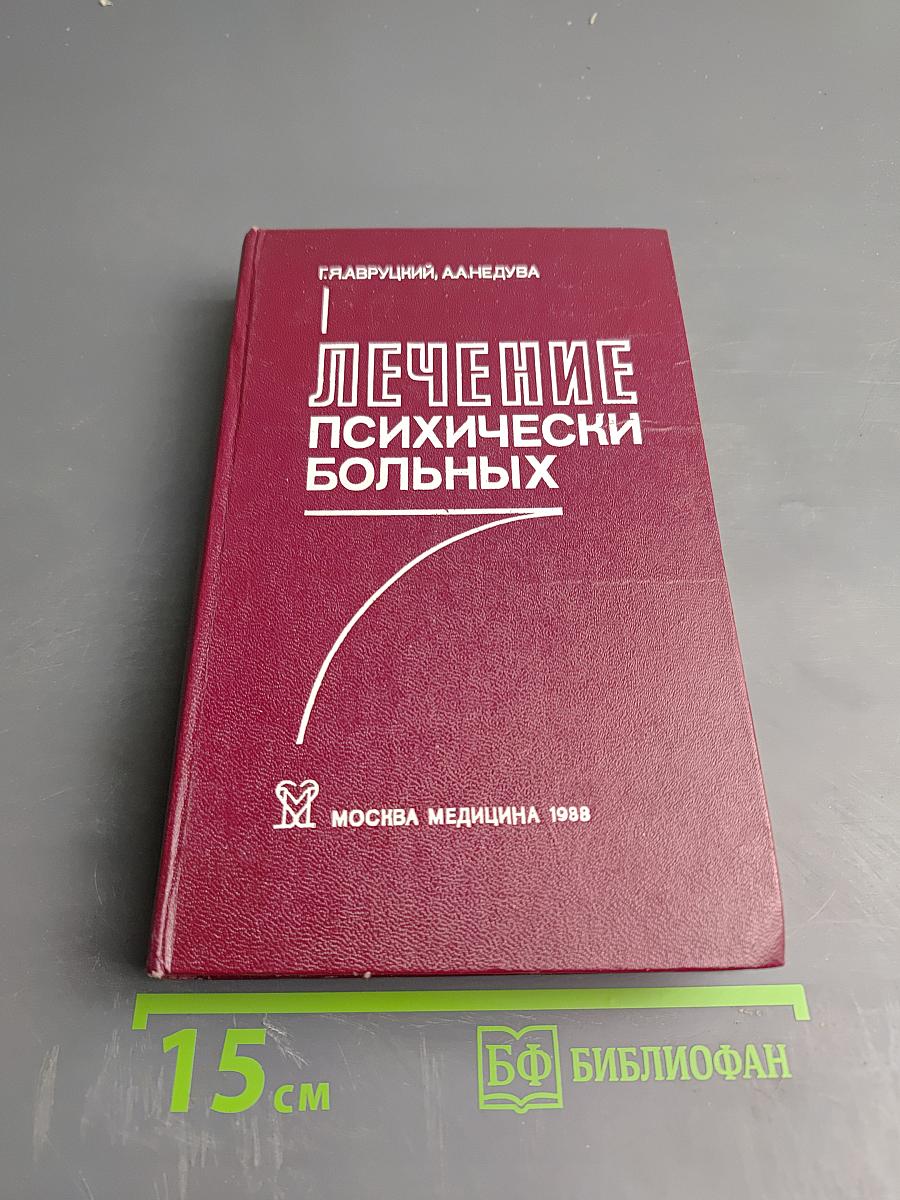 Г.Я.АВРУЦКИЙ, А.А.НЕДУВА
ЛЕЧЕНИЕ
ПСИХИЧЕСКИ
БОЛЬНЫХ
М МОСКВА МЕДИЦИНА 1988
15 см
БФ БИБЛИОФАН